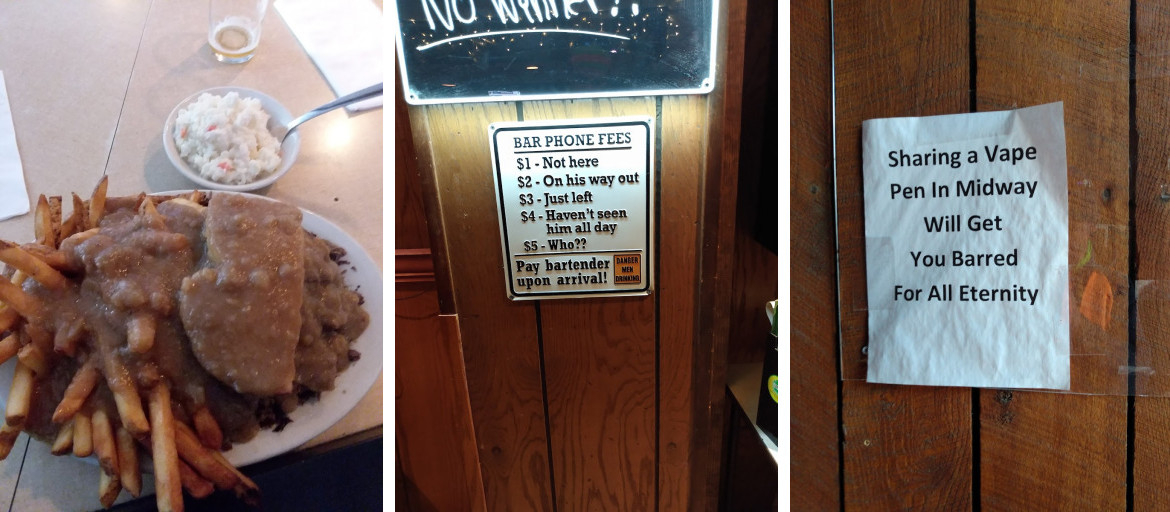 No Winner!!
BAR PHONE FEES
$1 - Not here
$2 - On his way out
$3 - Just left
$4 - Haven't seen
him all day
$5 - Who??
Pay bartender
upon arrival!
DANGER
MEN
DRINKING
Sharing a Vape
Pen In Midway
Will Get
You Barred
For All Eternity